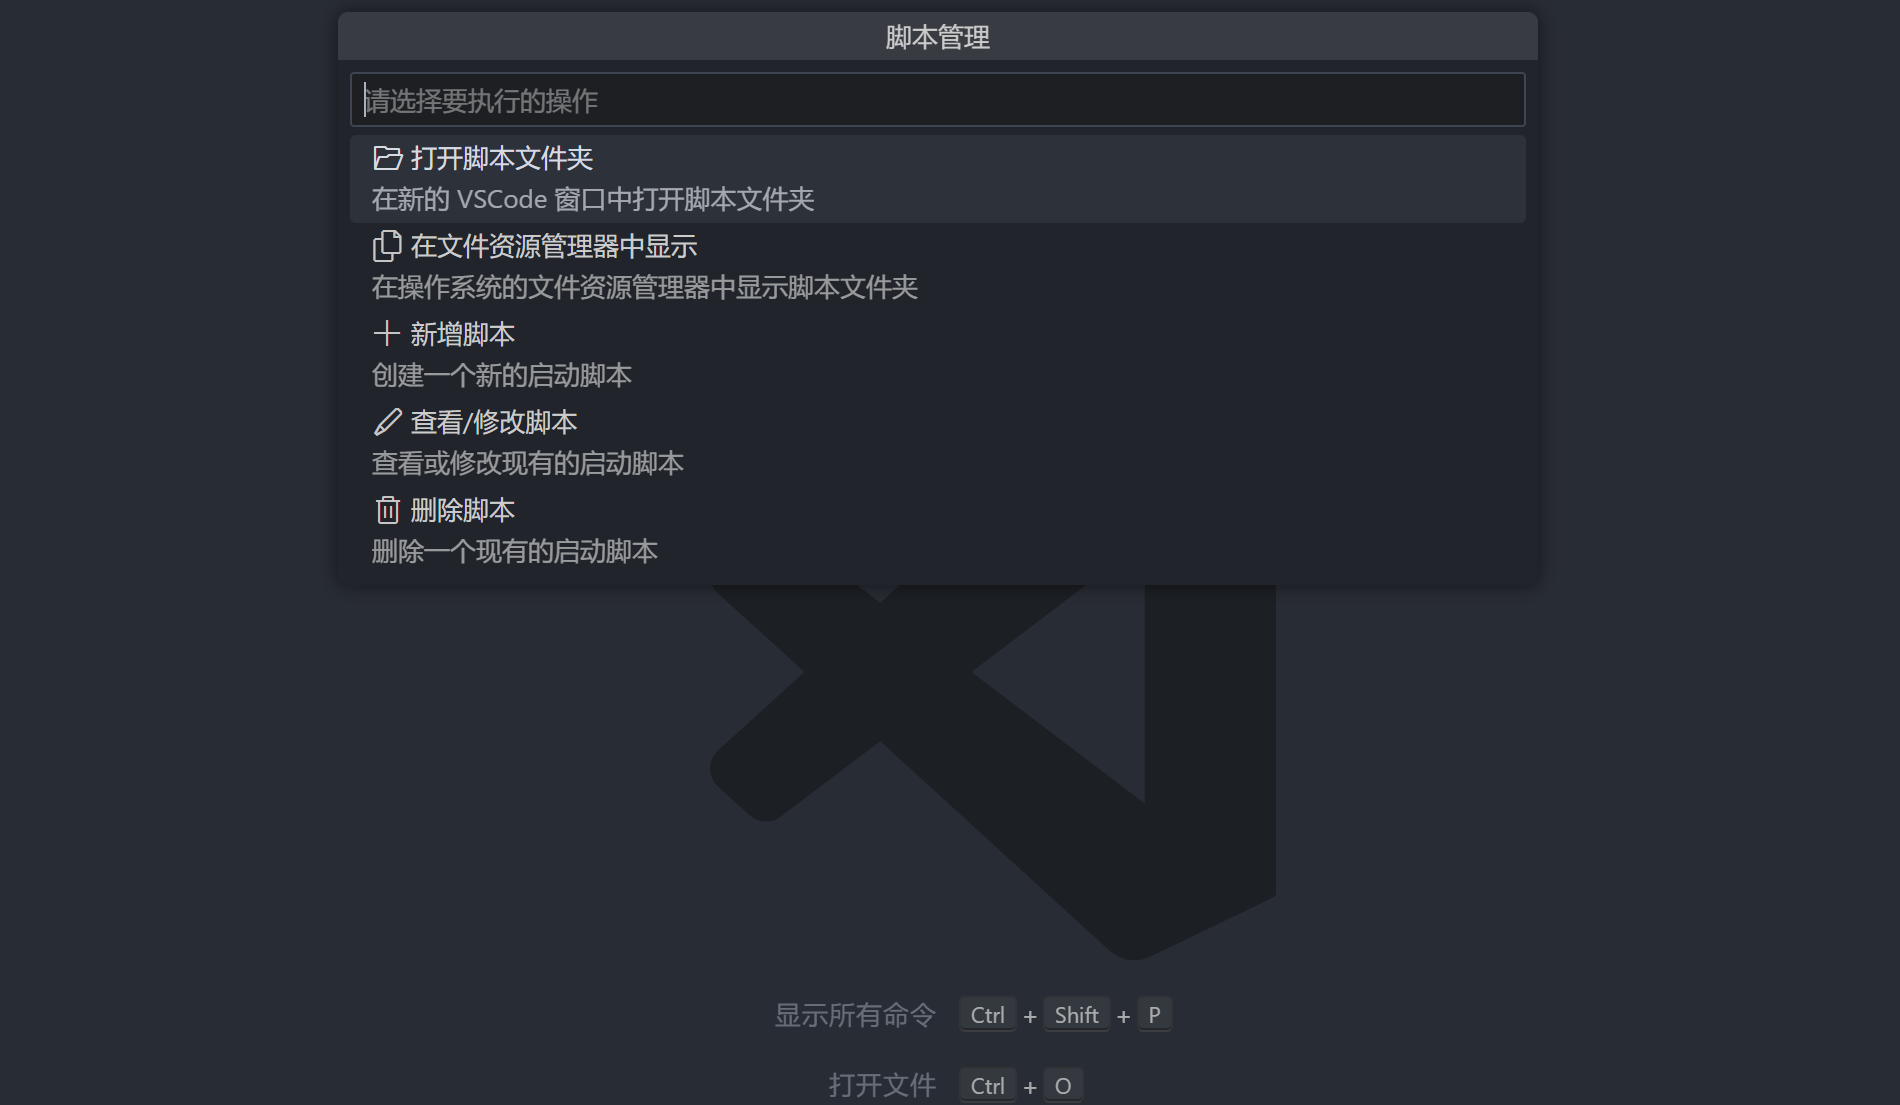 脚本管理
请选择要执行的操作
打开脚本文件夹
在新的 VSCode 窗口中打开脚本文件夹
在文件资源管理器中显示
在操作系统的文件资源管理器中显示脚本文件夹
新增脚本
创建一个新的启动脚本
查看/修改脚本
查看或修改现有的启动脚本
删除脚本
删除一个现有的启动脚本
显示所有命令 Ctrl + Shift + P
打开文件 Ctrl + O